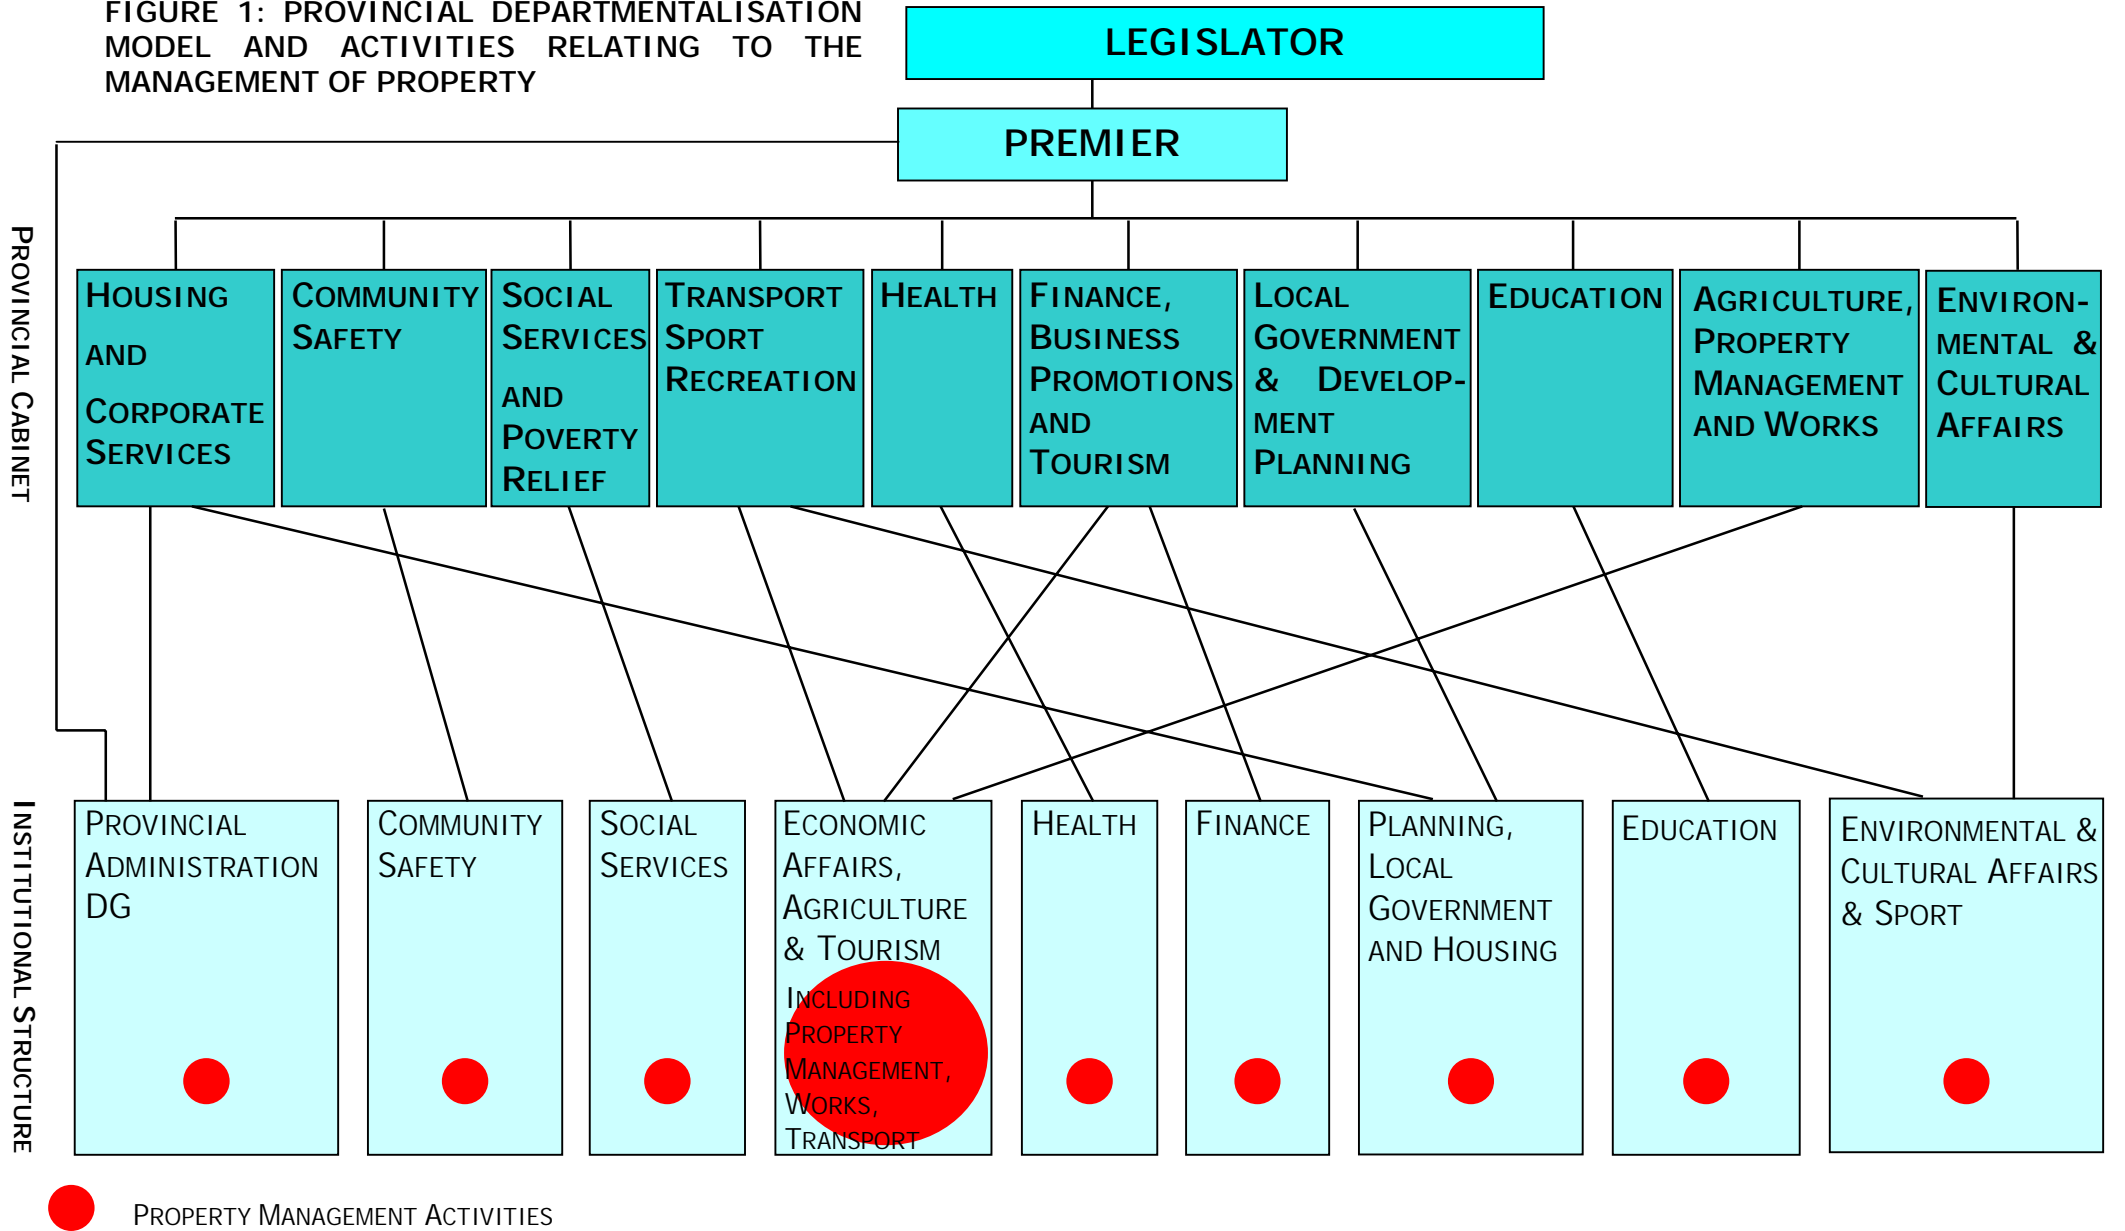 FIGURE 1: PROVINCIAL DEPARTMENTALISATION
MODEL AND ACTIVITIES RELATING TO THE
MANAGEMENT OF PROPERTY
LEGISLATOR
PREMIER
PROVINCIAL CABINET
HOUSING
AND
CORPORATE
SERVICES
COMMUNITY
SAFETY
SOCIAL
SERVICES
AND
POVERTY
RELIEF
TRANSPORT
SPORT
RECREATION
HEALTH
FINANCE,
BUSINESS
PROMOTIONS
AND
TOURISM
LOCAL
GOVERNMENT
& DEVELOP-
MENT
PLANNING
EDUCATION
AGRICULTURE,
PROPERTY
MANAGEMENT
AND WORKS
ENVIRON-
MENTAL &
CULTURAL
AFFAIRS
INSTITUTIONAL STRUCTURE
PROVINCIAL
ADMINISTRATION
DG
COMMUNITY
SAFETY
SOCIAL
SERVICES
ECONOMIC
AFFAIRS,
AGRICULTURE
& TOURISM
INCLUDING
PROPERTY
MANAGEMENT,
WORKS,
TRANSPORT
HEALTH
FINANCE
PLANNING,
LOCAL
GOVERNMENT
AND HOUSING
EDUCATION
ENVIRONMENTAL &
CULTURAL AFFAIRS
& SPORT
PROPERTY MANAGEMENT ACTIVITIES